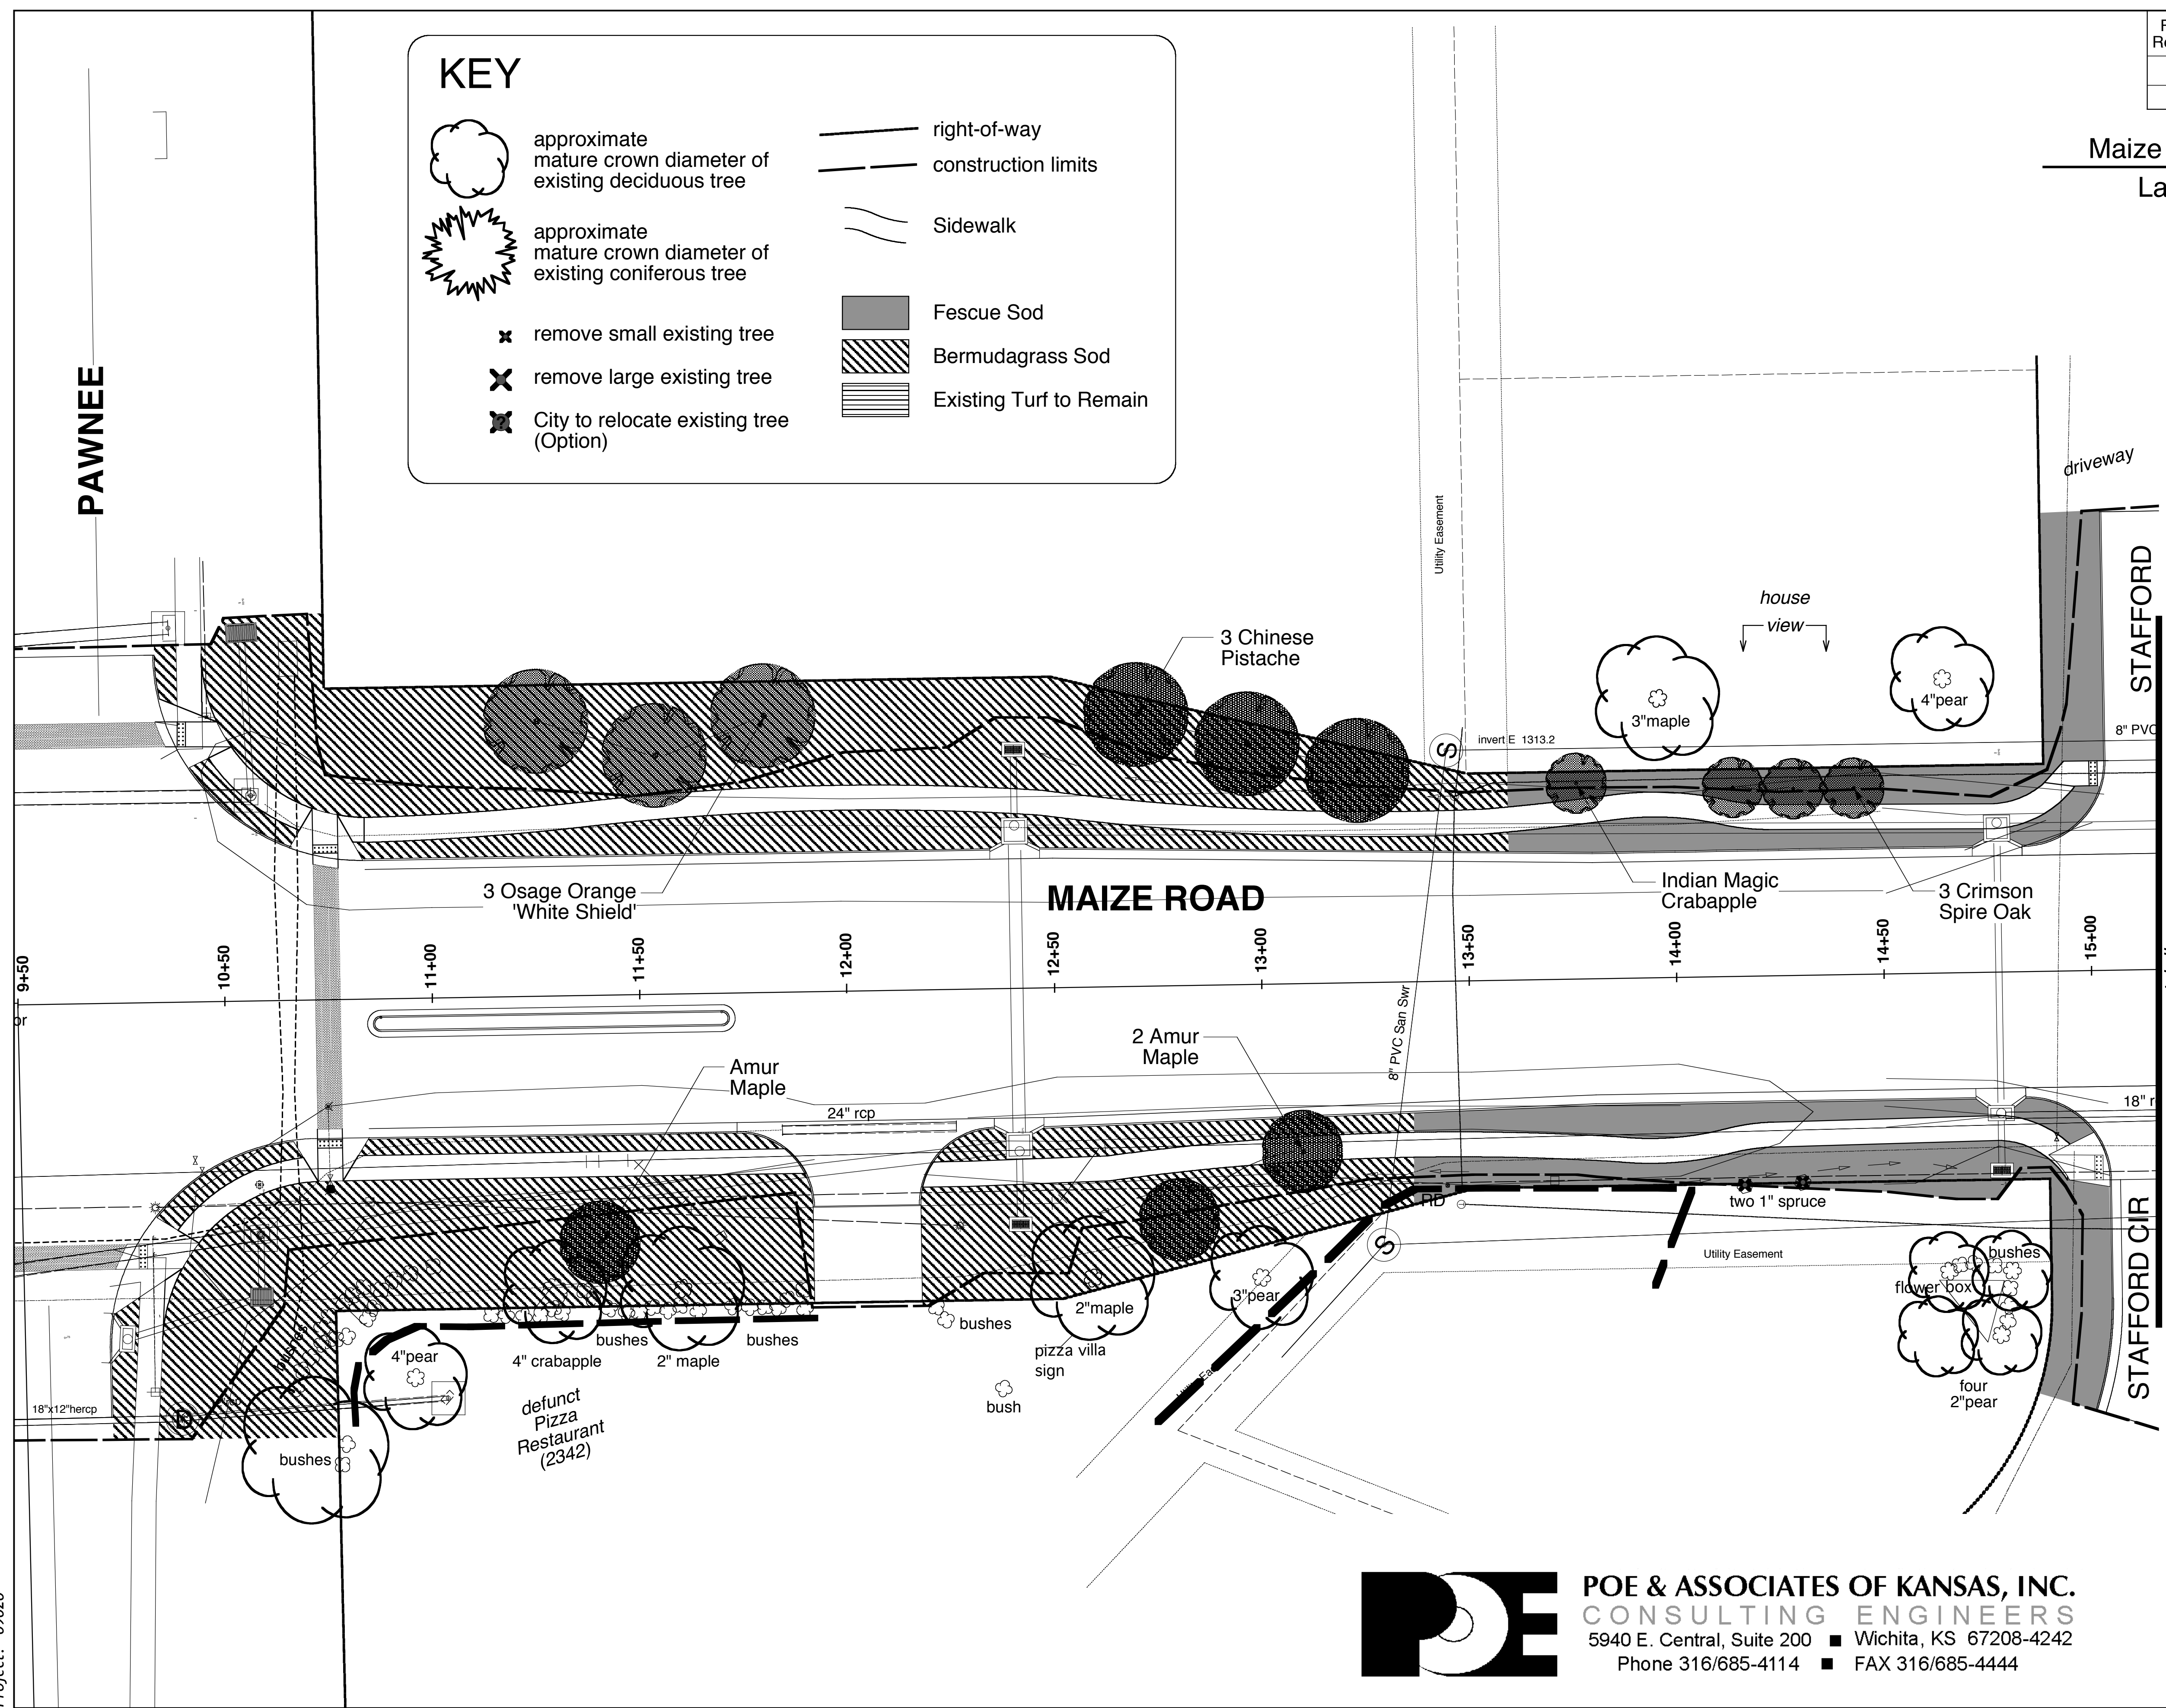 KEY
approximate
mature crown diameter of
existing deciduous tree
approximate
mature crown diameter of
existing coniferous tree
remove small existing tree
remove large existing tree
?
City to relocate existing tree
(Option)
right-of-way
construction limits
Sidewalk
Fescue Sod
Bermudagrass Sod
Existing Turf to Remain
Maize
La
PAWNEE
Utility Easement
driveway
STAFFORD
house
view
3 Chinese
Pistache
3"maple
4"pear
8" PVC
S
invert E 1313.2
3 Osage Orange
'White Shield'
MAIZE ROAD
Indian Magic
Crabapple
3 Crimson
Spire Oak
9+50
10+50
11+00
11+50
12+00
12+50
13+00
13+50
14+00
14+50
15+00
or
8" PVC San Swr
2 Amur
Maple
Amur
Maple
24" rcp
18" r
RD
two 1" spruce
S
Utility Easement
bushes
flower box
STAFFORD CIR
3"pear
2"maple
bushes
pizza villa
sign
bush
bushes
4"pear
bushes
bushes
4" crabapple
2" maple
four
2"pear
defunct
Pizza
Restaurant
(2342)
18"x12"hercp
D
bushes
POE
POE & ASSOCIATES OF KANSAS, INC.
CONSULTING ENGINEERS
5940 E. Central, Suite 200 ■ Wichita, KS 67208-4242
Phone 316/685-4114 ■ FAX 316/685-4444